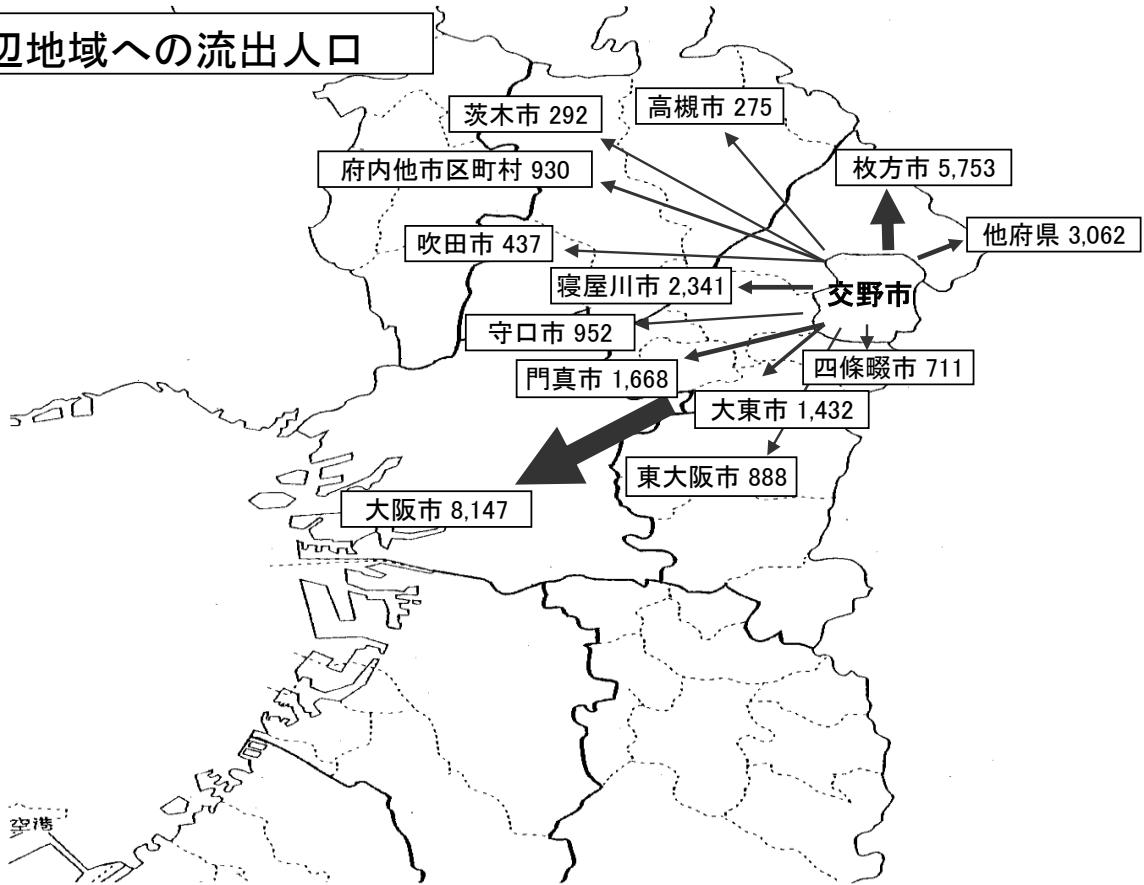 辺地域への流出人口
茨木市 292
高槻市 275
府内他市区町村 930
枚方市 5,753
吹田市 437
他府県 3,062
寝屋川市 2,341
交野市
守口市 952
門真市 1,668
四條畷市 711
大東市 1,432
東大阪市 888
大阪市 8,147
空港